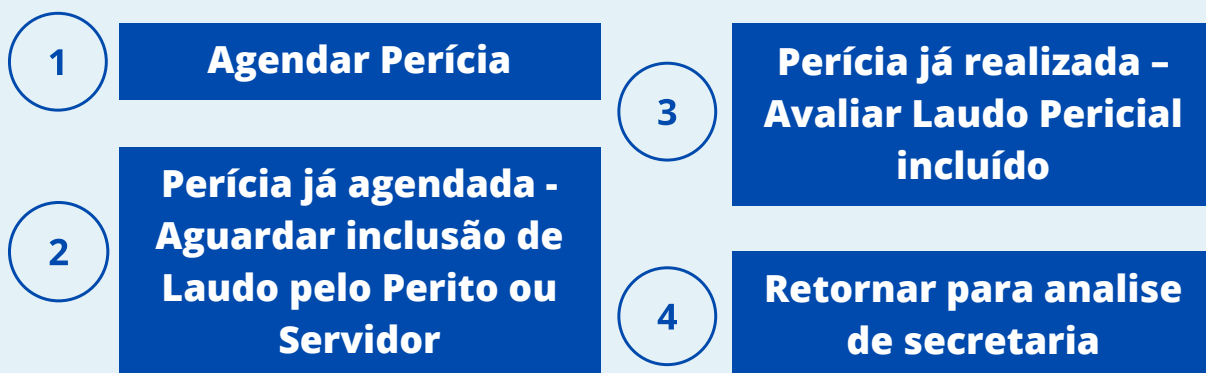 1
Agendar Perícia
2
Perícia já agendada -
Aguardar inclusão de
Laudo pelo Perito ou
Servidor
3
Perícia já realizada –
Avaliar Laudo Pericial
incluído
4
Retornar para analise
de secretaria